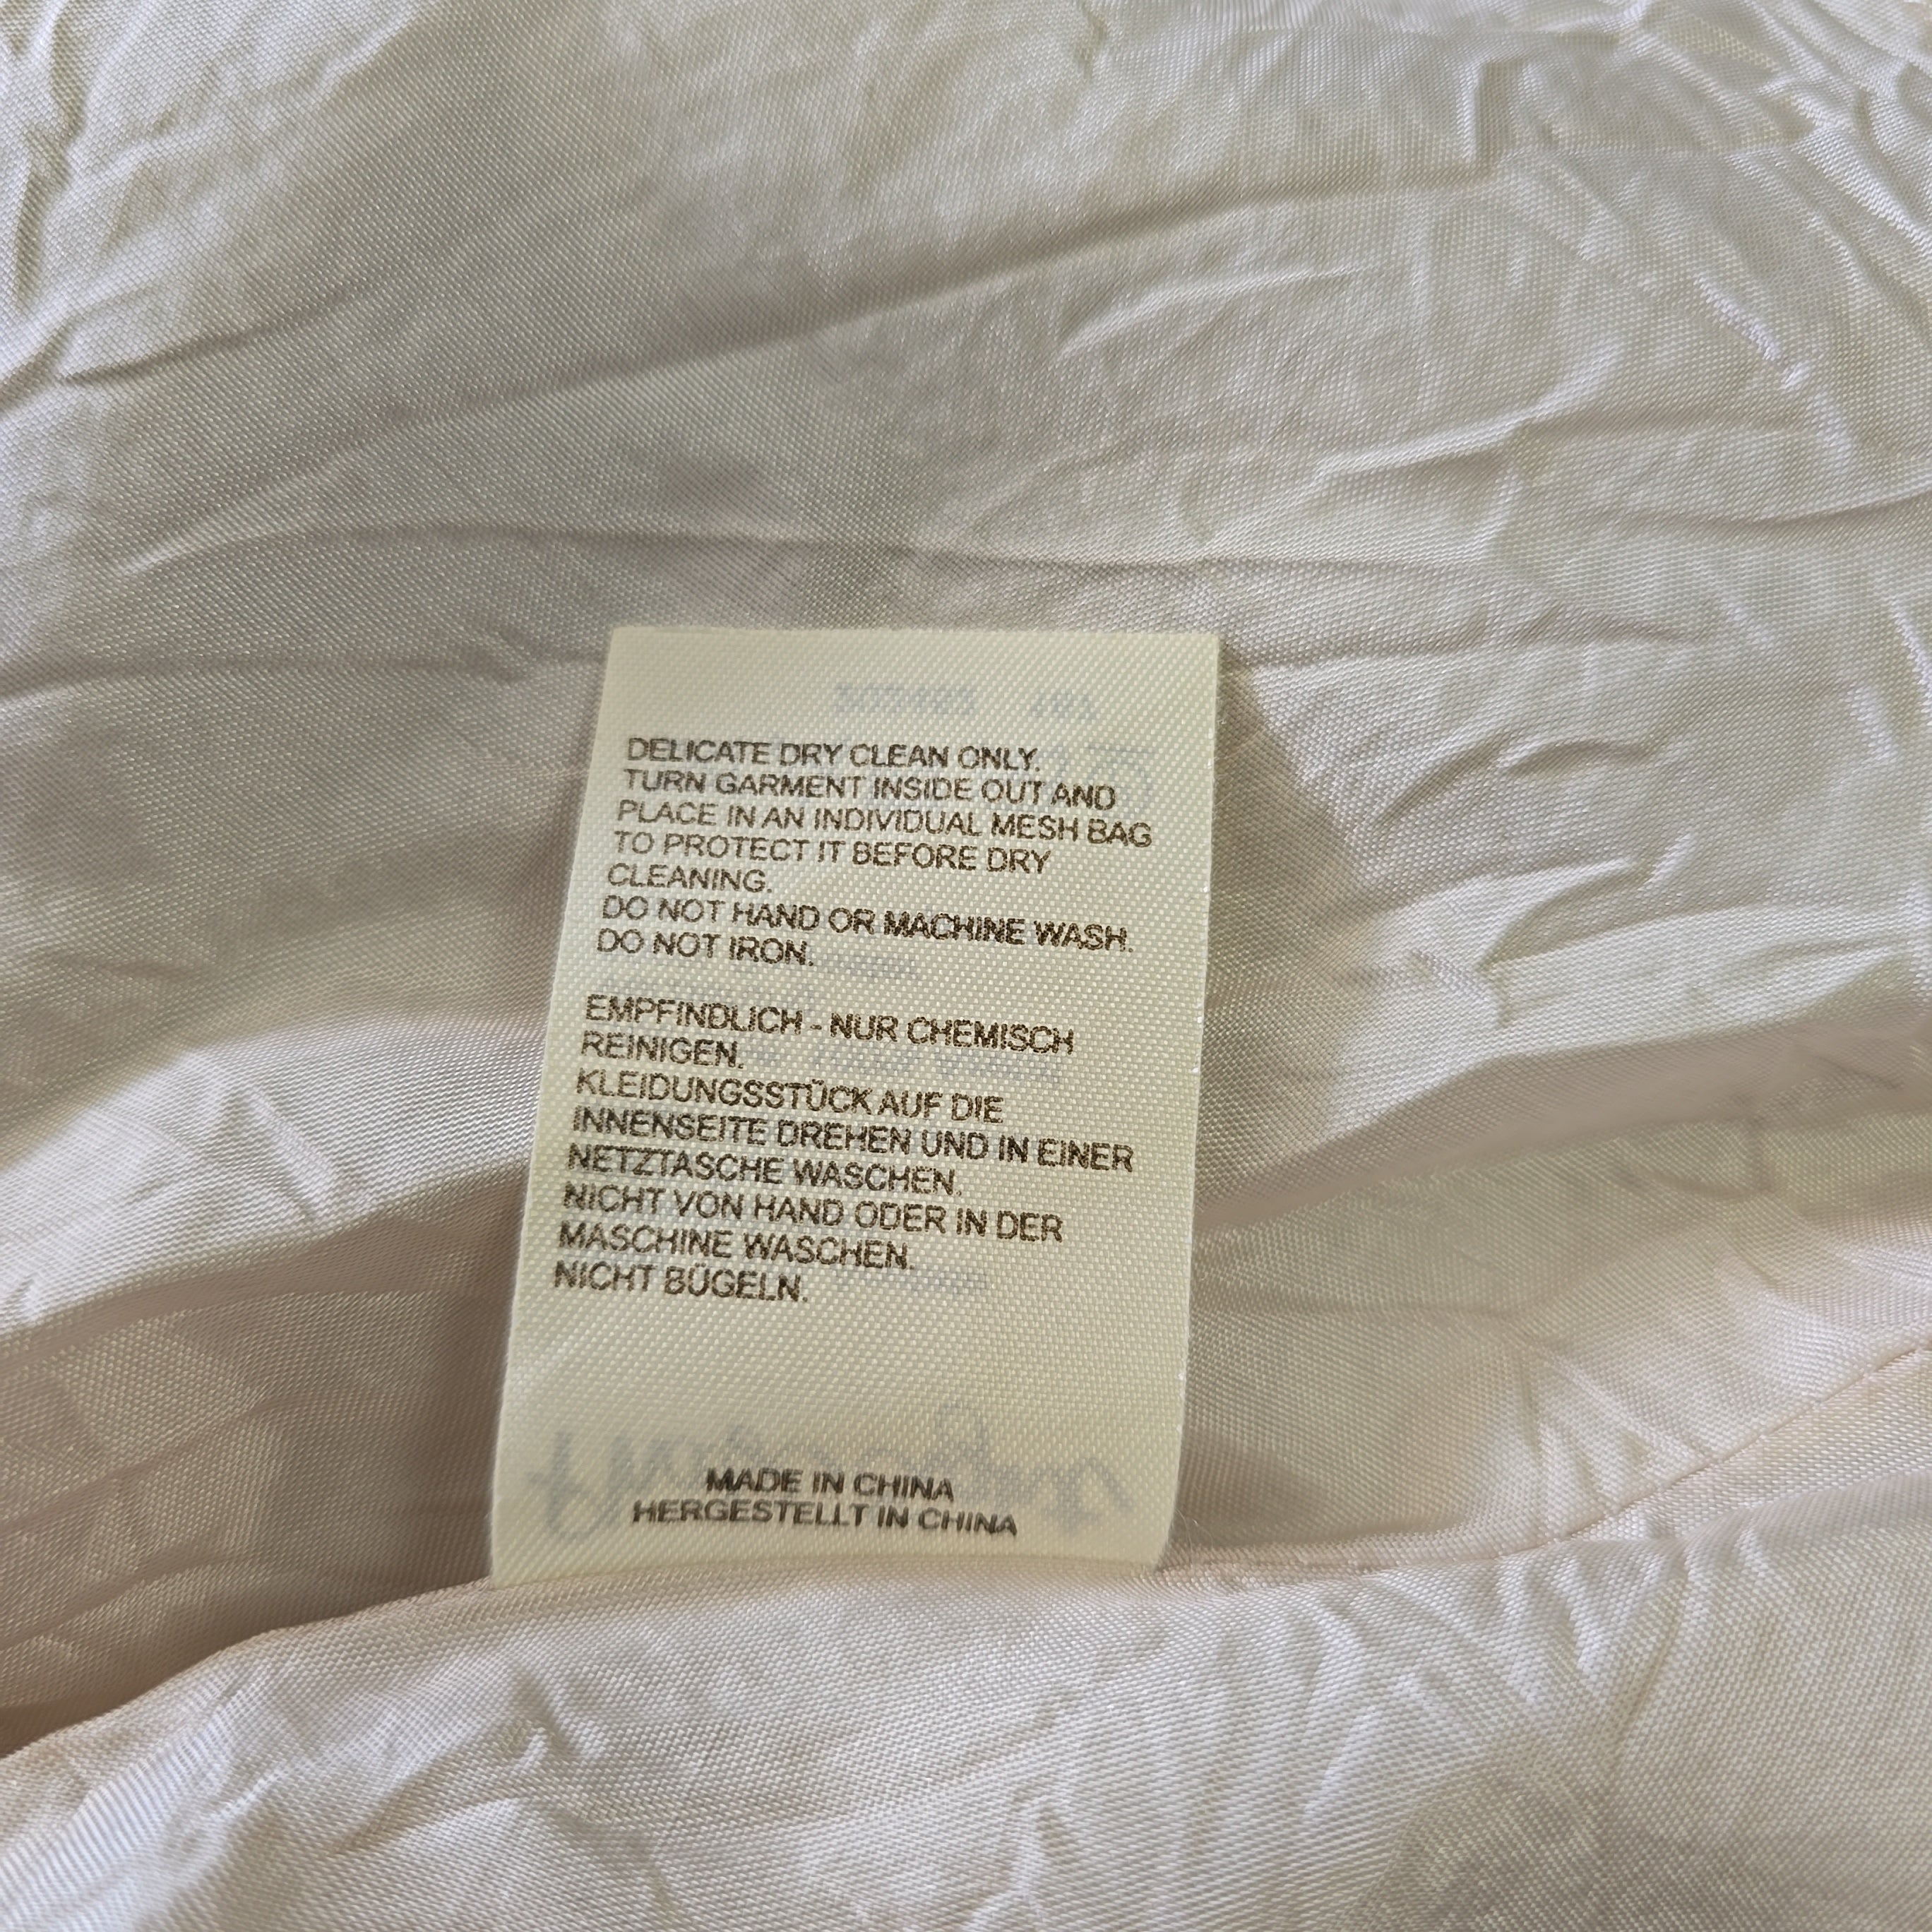 DELICATE DRY CLEAN ONLY.
TURN GARMENT INSIDE OUT AND
PLACE IN AN INDIVIDUAL MESH BAG
TO PROTECT IT BEFORE DRY
CLEANING.
DO NOT HAND OR MACHINE WASH.
DO NOT IRON.
EMPFINDLICH - NUR CHEMISCH
REINIGEN.
KLEIDUNGSSTÜCK AUF DIE
INNENSEITE DREHEN UND IN EINER
NETZTASCHE WASCHEN.
NICHT VON HAND ODER IN DER
MASCHINE WASCHEN.
NICHT BÜGELN.
MADE IN CHINA
HERGESTELLT IN CHINA